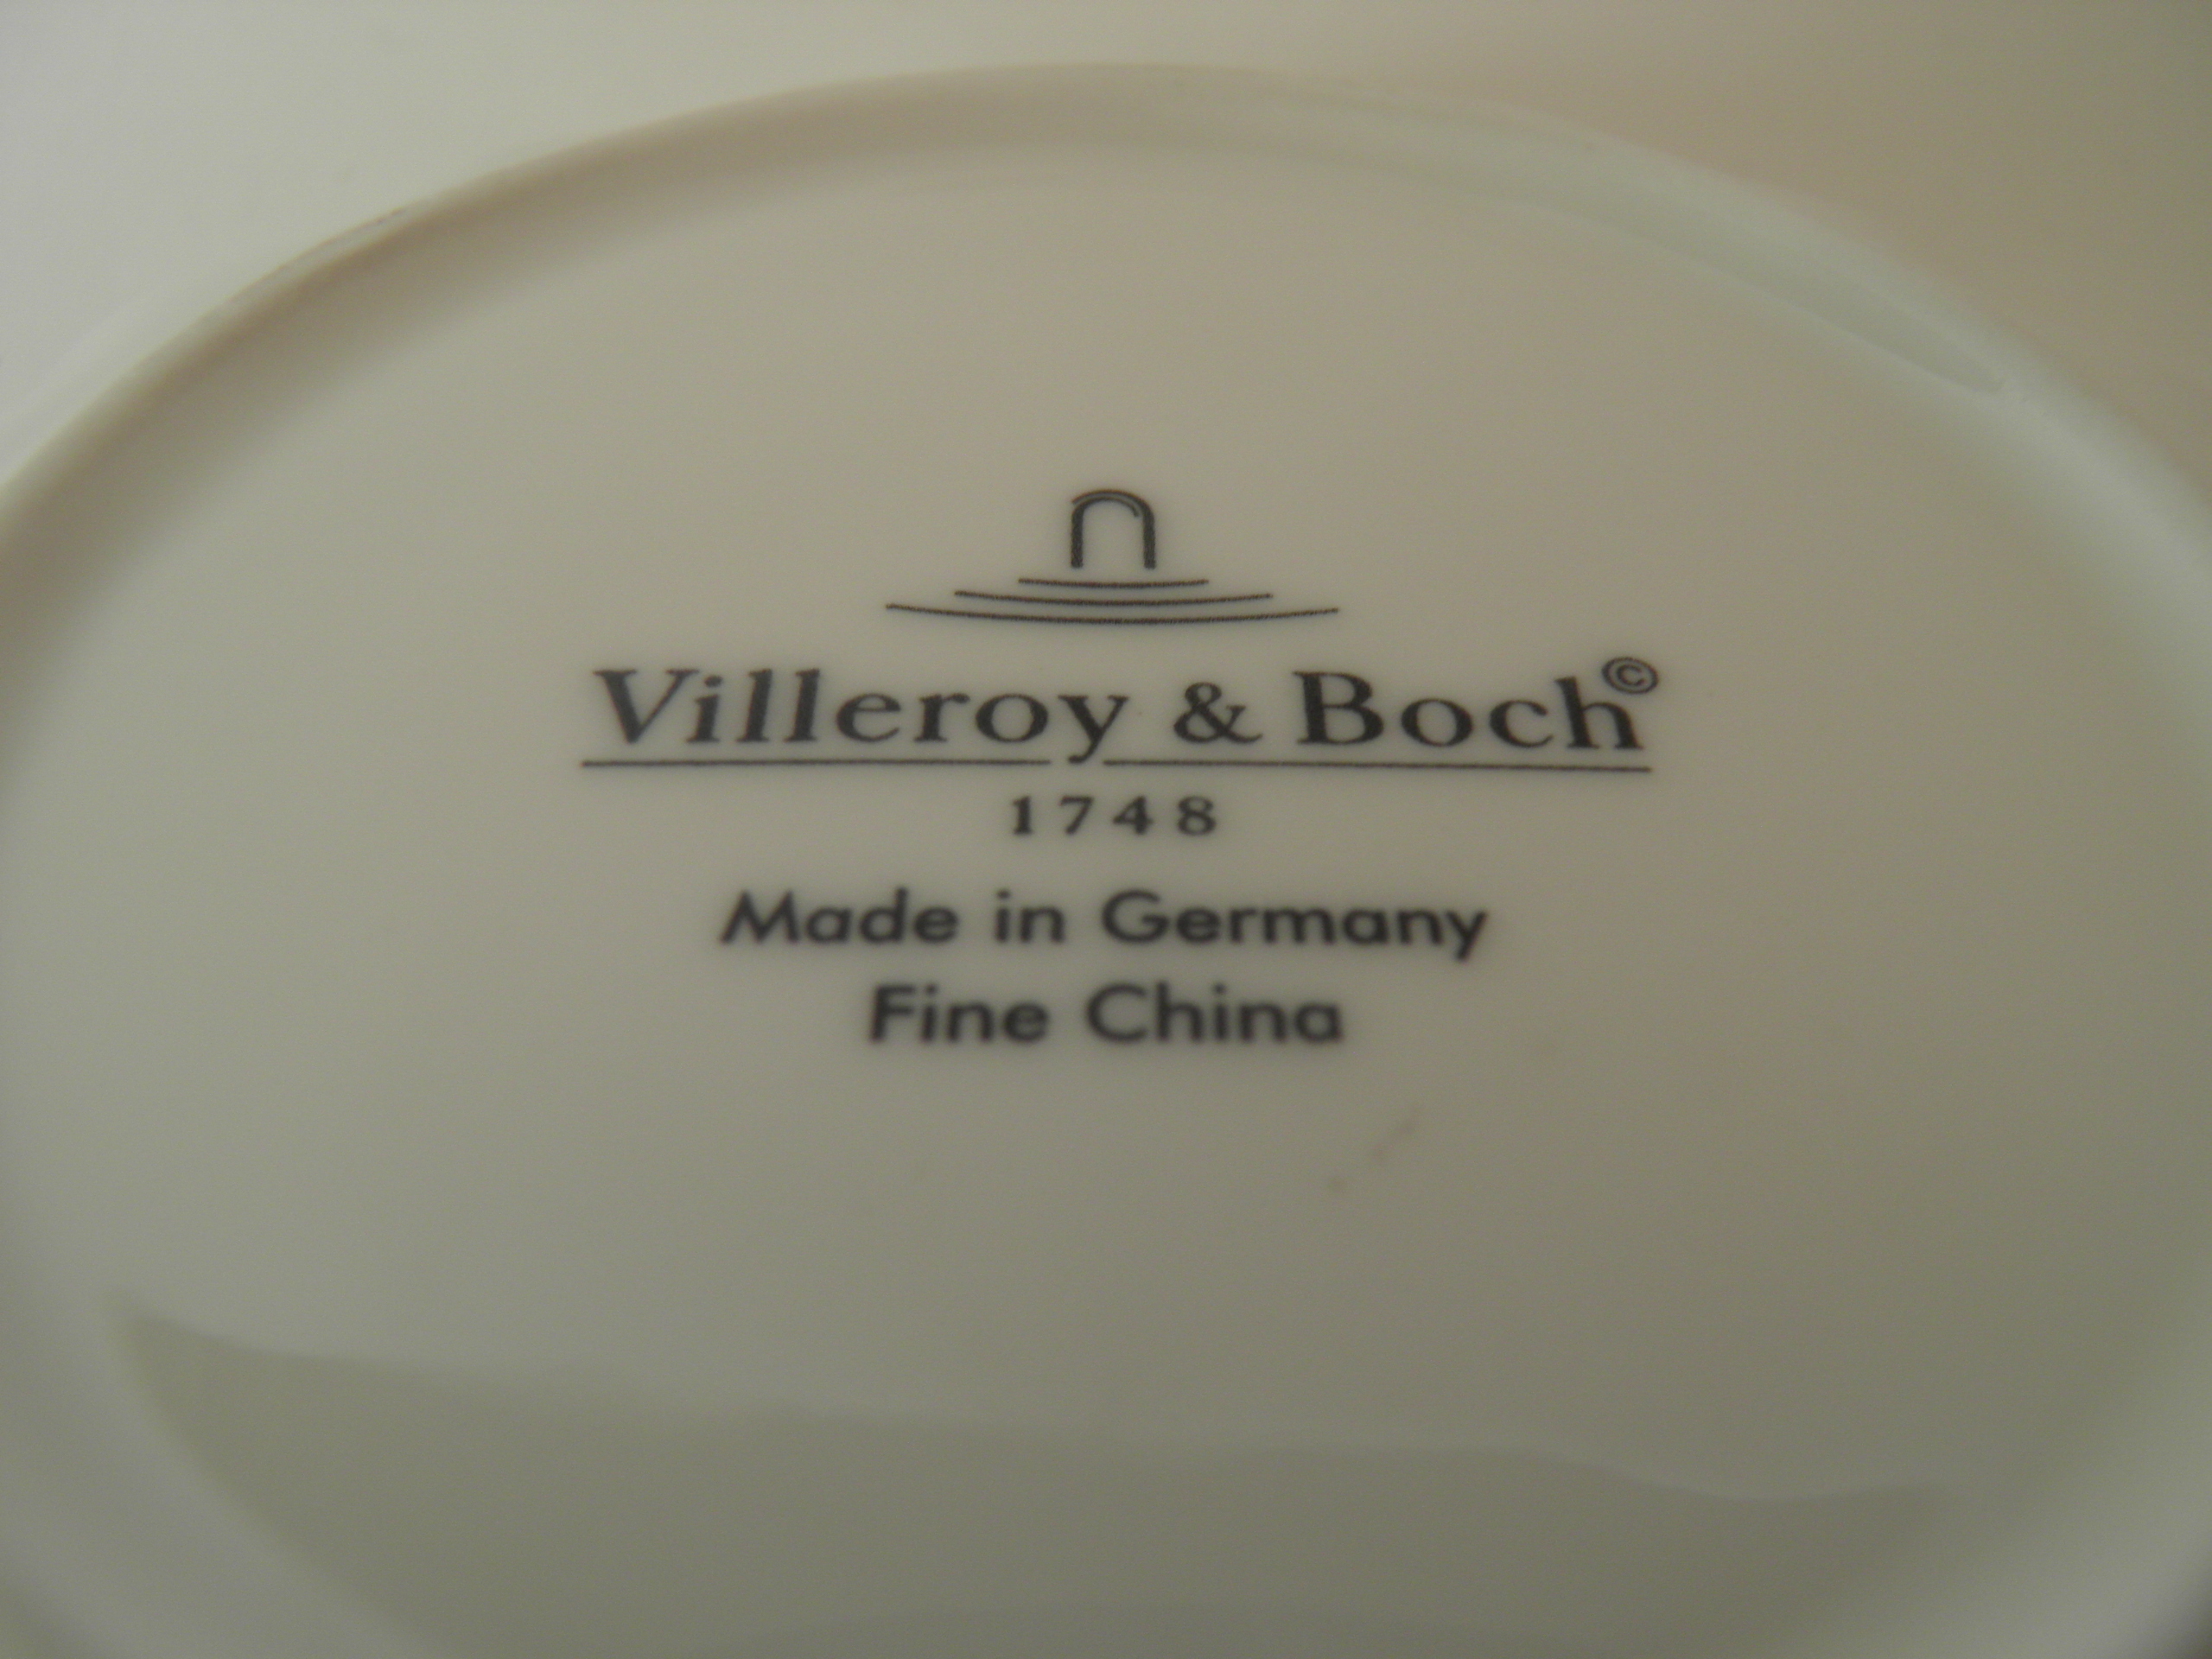 Villeroy & Boch©
1748
Made in Germany
Fine China